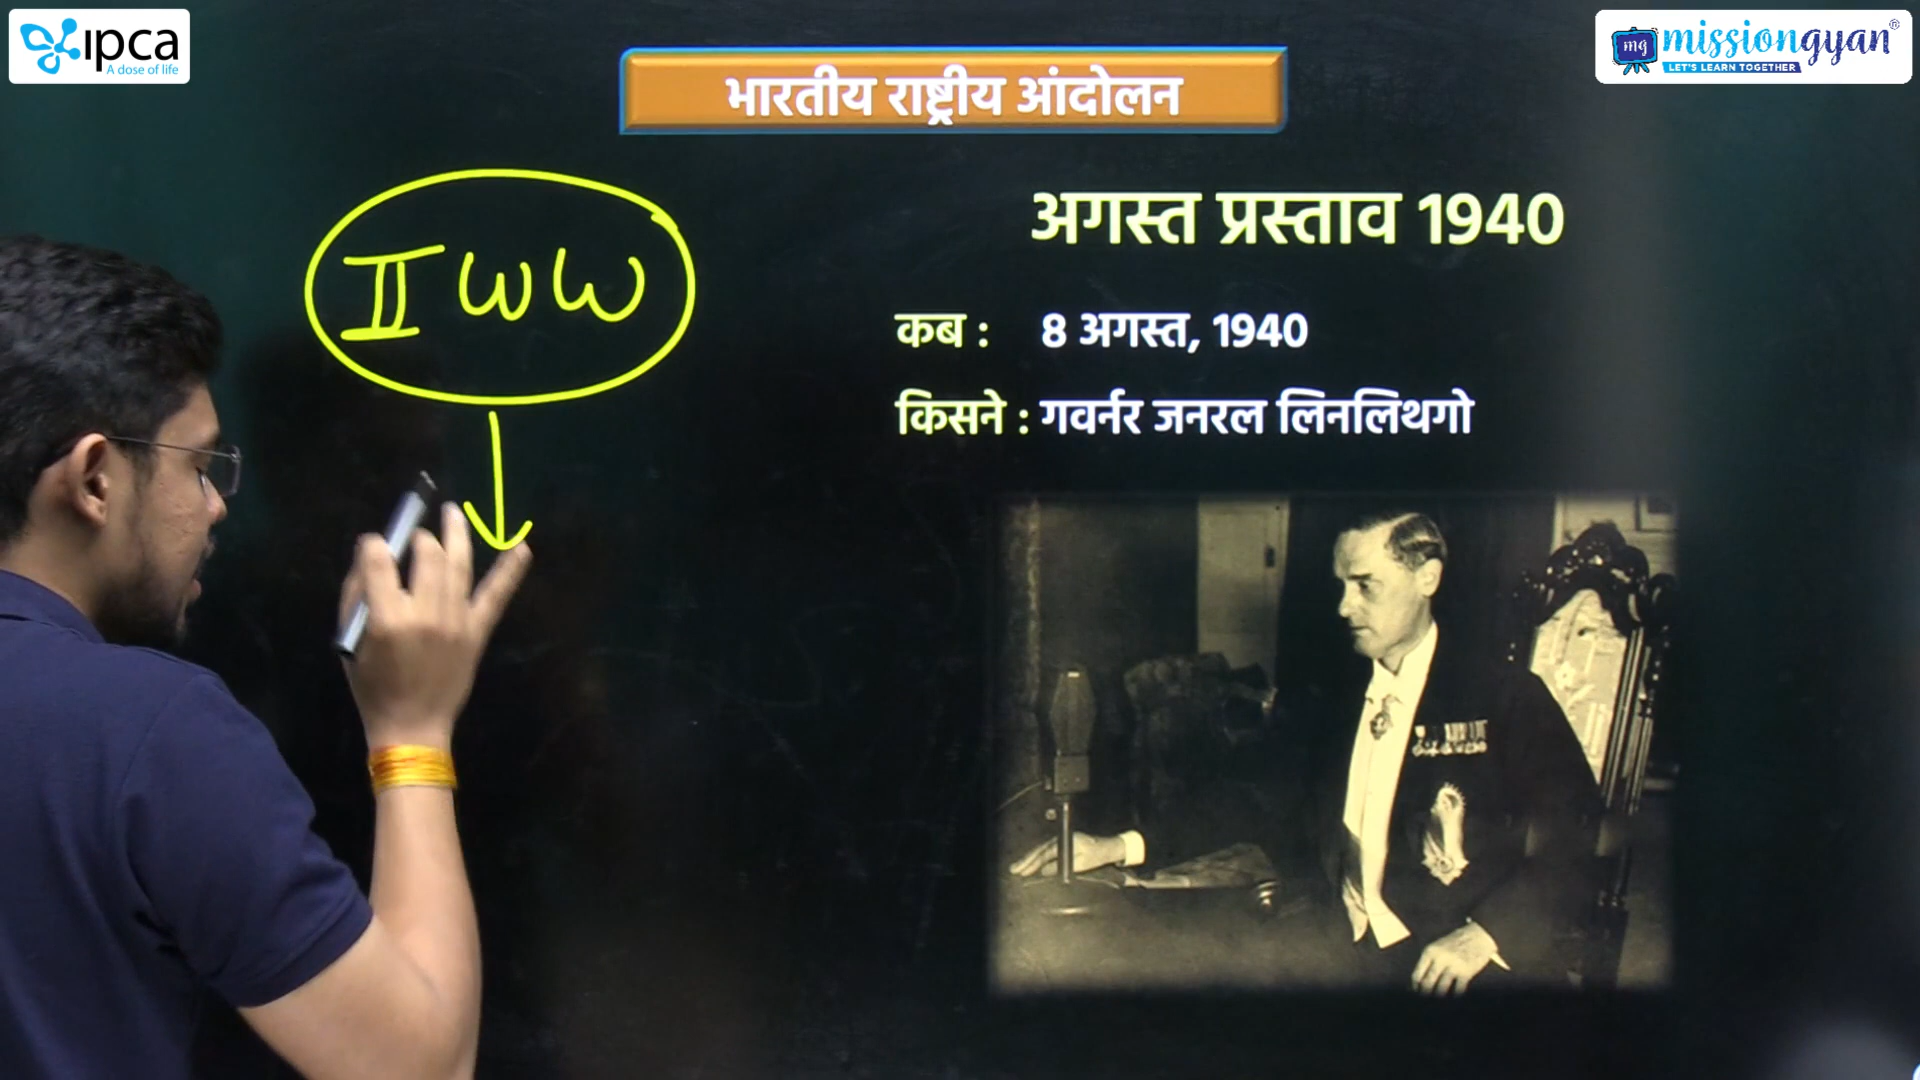 ipca
A dose of life
mg missiongyan®
LET'S LEARN TOGETHER
भारतीय राष्ट्रीय आंदोलन
II WW
अगस्त प्रस्ताव 1940
कब : 8 अगस्त, 1940
किसने : गवर्नर जनरल लिनलिथगो